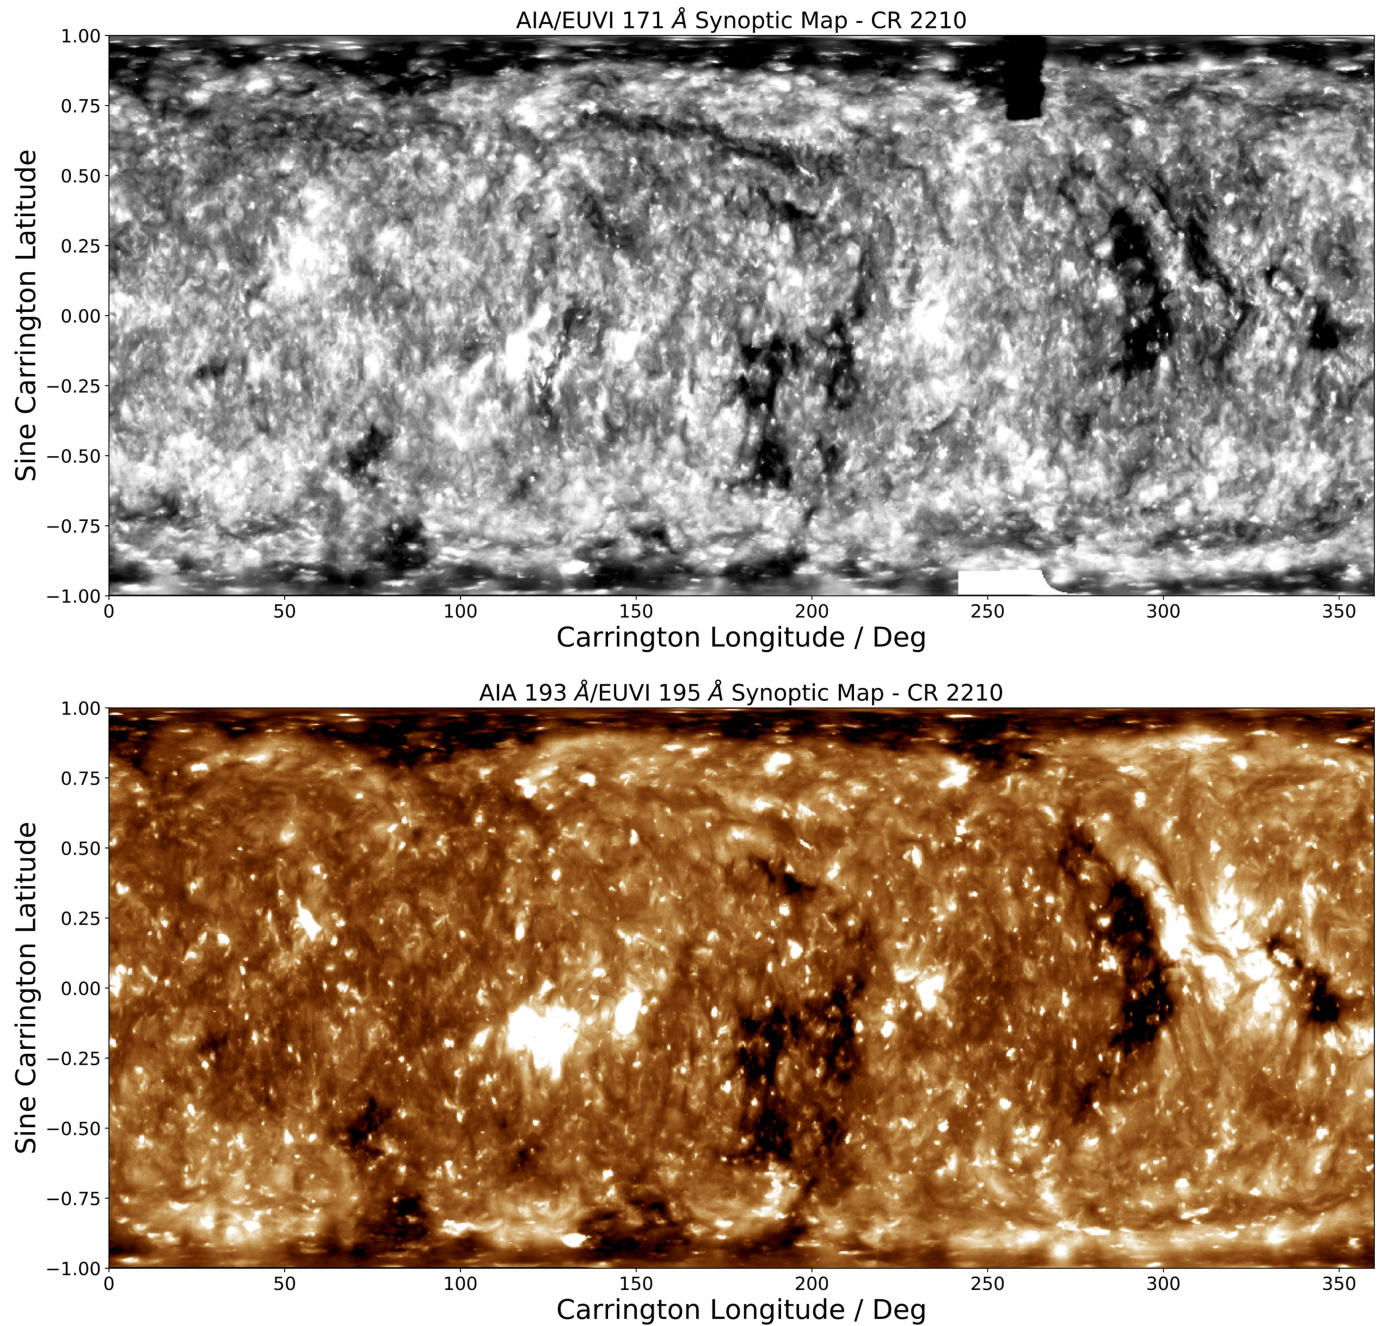 AIA/EUVI 171 Å Synoptic Map - CR 2210
1.00
0.75
0.50
0.25
0.00
−0.25
−0.50
−0.75
−1.00
Sine Carrington Latitude
0 50 100 150 200 250 300 350
Carrington Longitude / Deg
AIA 193 Å/EUVI 195 Å Synoptic Map - CR 2210
1.00
0.75
0.50
0.25
0.00
−0.25
−0.50
−0.75
−1.00
Sine Carrington Latitude
0 50 100 150 200 250 300 350
Carrington Longitude / Deg